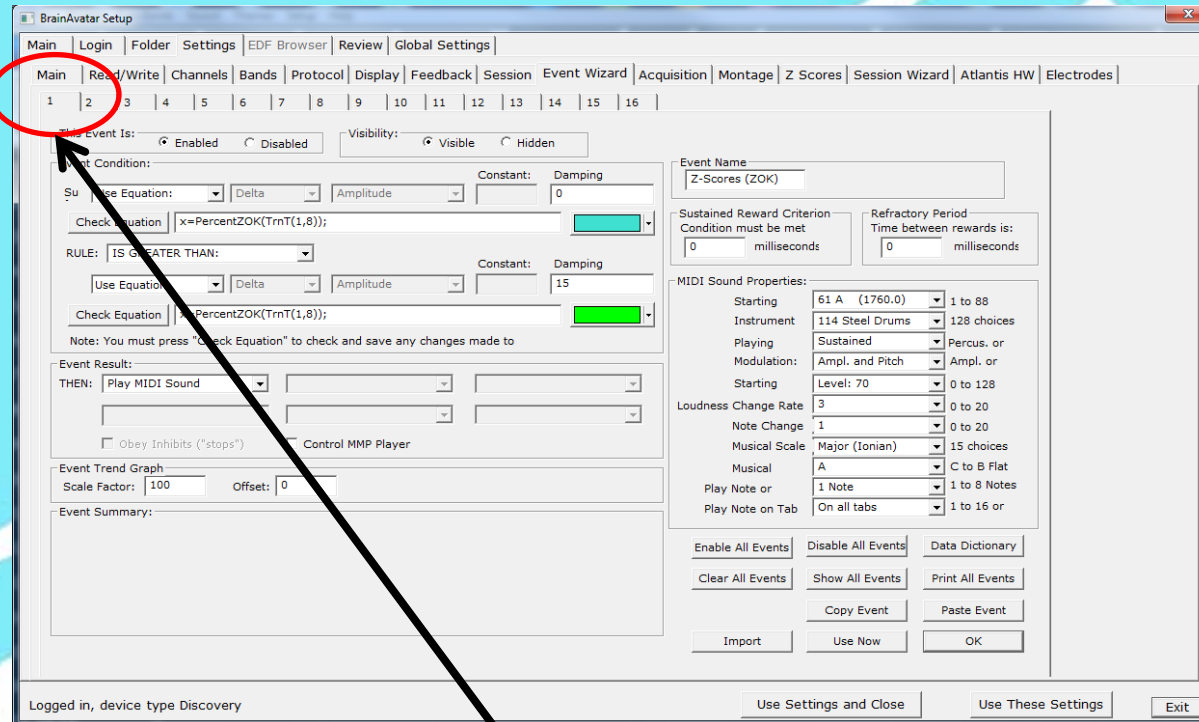 BrainAvatar Setup
Main Login Folder Settings EDF Browser Review Global Settings
Main Read/Write Channels Bands Protocol Display Feedback Session Event Wizard Acquisition Montage Z Scores Session Wizard Atlantis HW Electrodes
1 2 3 4 5 6 7 8 9 10 11 12 13 14 15 16
This Event Is: Enabled Disabled
Visibility: Visible Hidden
Event Condition:
Constant: Damping
Su Use Equation: Delta Amplitude 0
Check Equation x=PercentZOK(TrnT(1,8));
RULE: IS GREATER THAN:
Constant: Damping
Use Equation Delta Amplitude 15
Check Equation x=PercentZOK(TrnT(1,8));
Note: You must press "Check Equation" to check and save any changes made to
Event Result:
THEN: Play MIDI Sound
Obey Inhibits ("stops") Control MMP Player
Event Trend Graph
Scale Factor: 100 Offset: 0
Event Summary:
Event Name
Z-Scores (ZOK)
Sustained Reward Criterion
Condition must be met
0 milliseconds
Refractory Period
Time between rewards is:
0 milliseconds
MIDI Sound Properties:
Starting 61 A (1760.0) 1 to 88
Instrument 114 Steel Drums 128 choices
Playing Sustained Percus. or
Modulation: Ampl. and Pitch Ampl. or
Starting Level: 70 0 to 128
Loudness Change Rate 3 0 to 20
Note Change 1 0 to 20
Musical Scale Major (Ionian) 15 choices
Musical A C to B Flat
Play Note or 1 Note 1 to 8 Notes
Play Note on Tab On all tabs 1 to 16 or
Enable All Events Disable All Events Data Dictionary
Clear All Events Show All Events Print All Events
Copy Event Paste Event
Import Use Now OK
Logged in, device type Discovery
Use Settings and Close Use These Settings Exit